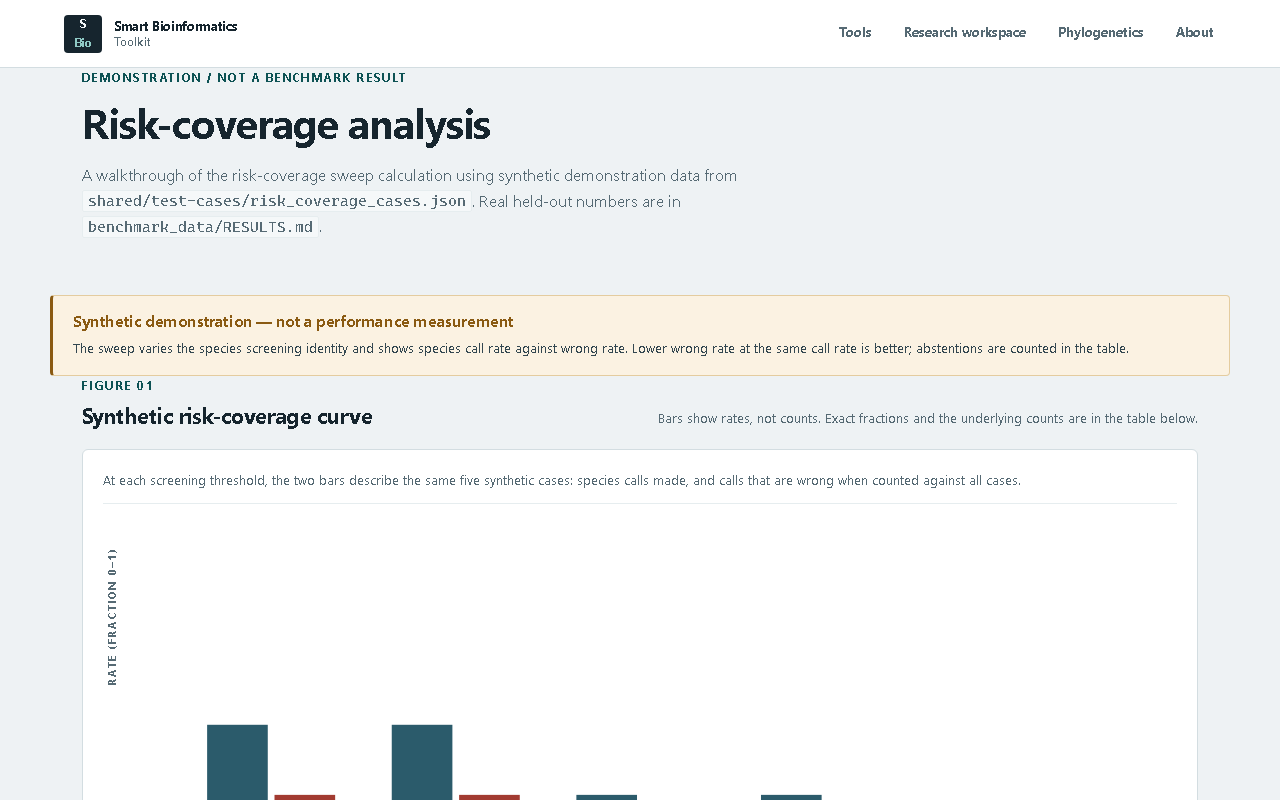 S
Bio
Smart Bioinformatics
Toolkit
Tools
Research workspace
Phylogenetics
About
DEMONSTRATION / NOT A BENCHMARK RESULT
Risk-coverage analysis
A walkthrough of the risk-coverage sweep calculation using synthetic demonstration data from
shared/test-cases/risk_coverage_cases.json. Real held-out numbers are in
benchmark_data/RESULTS.md.
Synthetic demonstration — not a performance measurement
The sweep varies the species screening identity and shows species call rate against wrong rate. Lower wrong rate at the same call rate is better; abstentions are counted in the table.
FIGURE 01
Synthetic risk-coverage curve
Bars show rates, not counts. Exact fractions and the underlying counts are in the table below.
At each screening threshold, the two bars describe the same five synthetic cases: species calls made, and calls that are wrong when counted against all cases.
RATE (FRACTION 0–1)